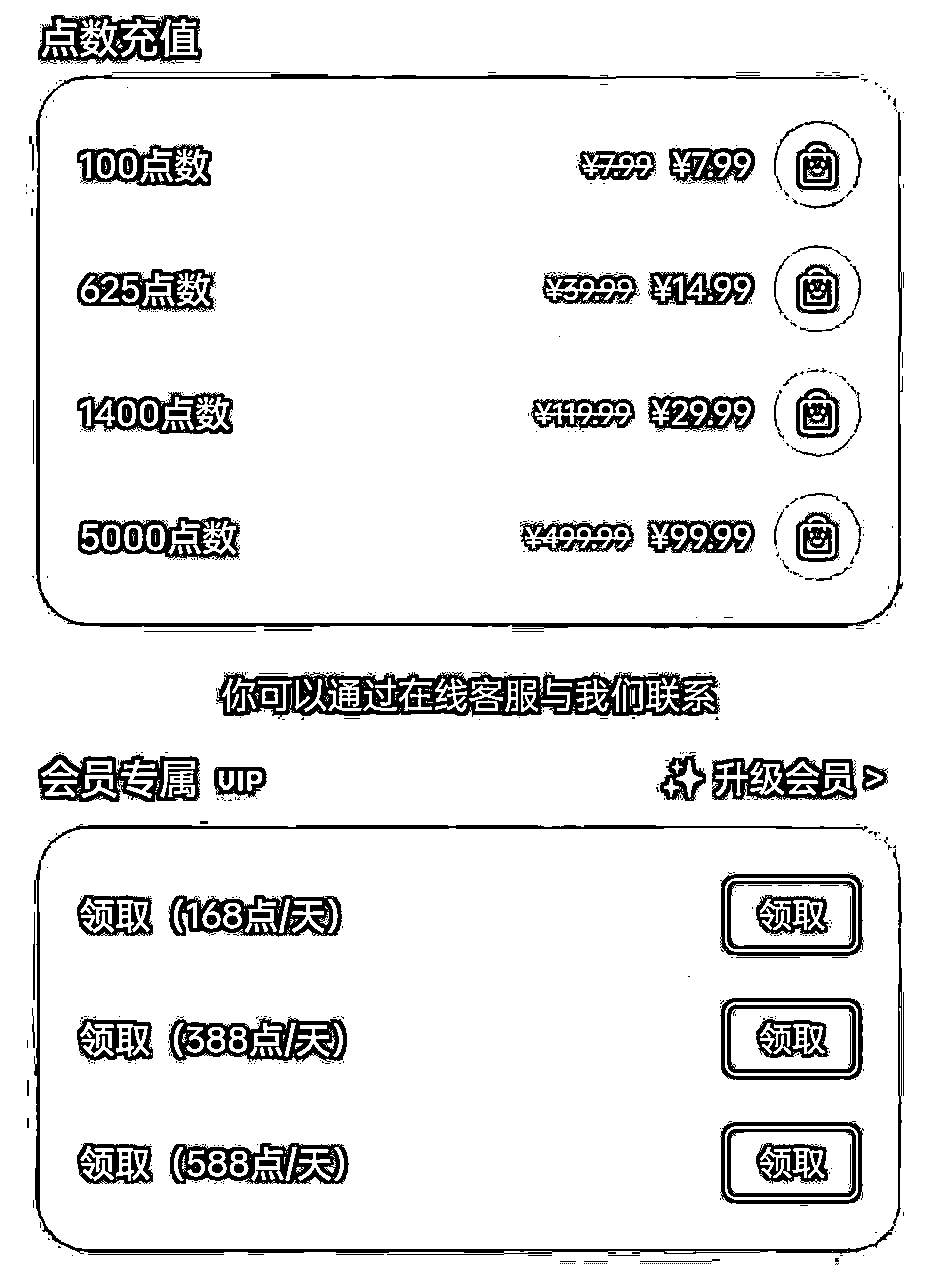 点数充值
100点数 ¥7.99 ¥7.99
625点数 ¥39.99 ¥14.99
1400点数 ¥119.99 ¥29.99
5000点数 ¥499.99 ¥99.99
你可以通过在线客服与我们联系
会员专属 VIP 升级会员 >
领取（168点/天） 领取
领取（388点/天） 领取
领取（588点/天） 领取